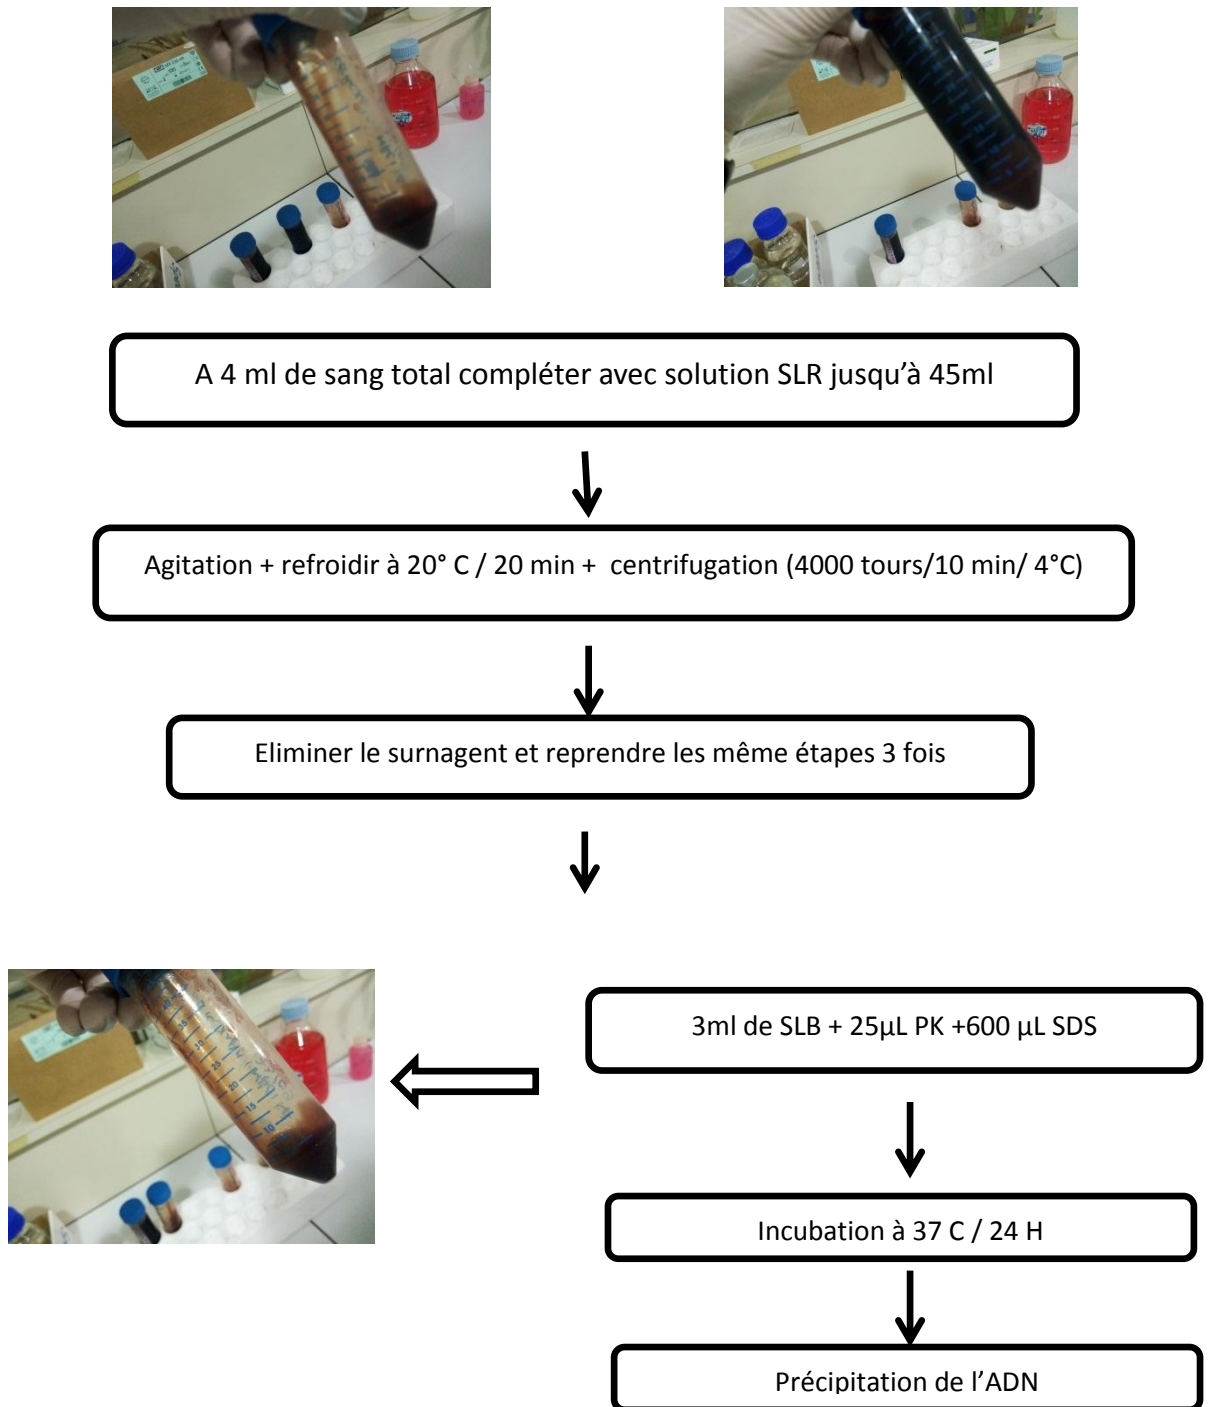 A 4 ml de sang total compléter avec solution SLR jusqu’à 45ml
Agitation + refroidir à 20° C / 20 min + centrifugation (4000 tours/10 min/ 4°C)
Eliminer le surnagent et reprendre les même étapes 3 fois
3ml de SLB + 25µL PK +600 µL SDS
Incubation à 37 C / 24 H
Précipitation de l’ADN